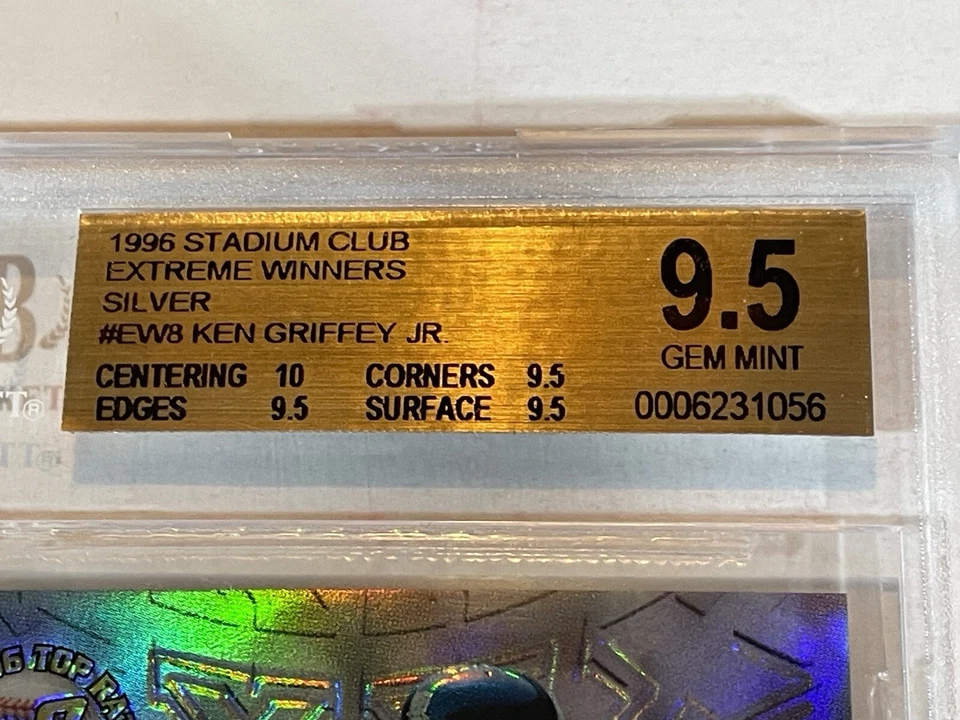 1996 STADIUM CLUB
EXTREME WINNERS
SILVER
#EW8 KEN GRIFFEY JR.
CENTERING 10 CORNERS 9.5
EDGES 9.5 SURFACE 9.5
9.5
GEM MINT
0006231056
TOP